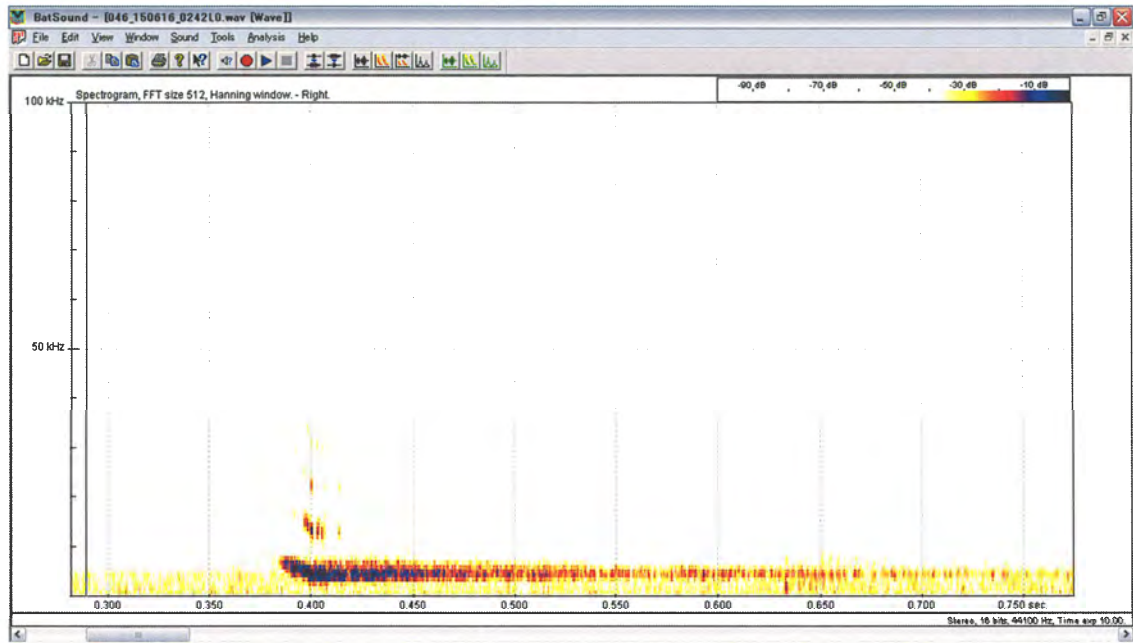 BatSound - [046_150616_0242L0.wav [Wave]]
File Edit View Window Sound Tools Analysis Help
Spectrogram, FFT size 512, Hanning window. - Right.
-90,dB -70,dB -50,dB -30,dB -10,dB
100 kHz
50 kHz
0.300 0.350 0.400 0.450 0.500 0.550 0.600 0.650 0.700 0.750 sec.
Stereo, 16 bits, 44100 Hz, Time exp 10.00.